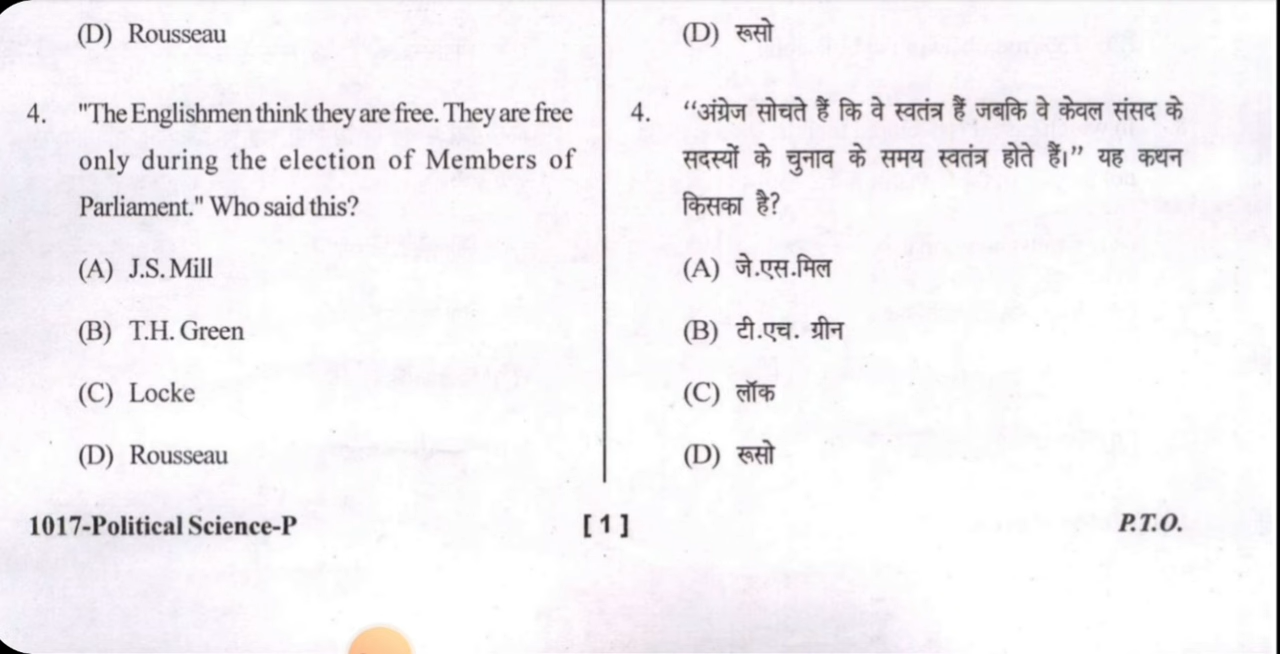 (D) Rousseau
4. "The Englishmen think they are free. They are free
only during the election of Members of
Parliament." Who said this?
(A) J.S. Mill
(B) T.H. Green
(C) Locke
(D) Rousseau
(D) रूसो
4. “अंग्रेज सोचते हैं कि वे स्वतंत्र हैं जबकि वे केवल संसद के
सदस्यों के चुनाव के समय स्वतंत्र होते हैं।” यह कथन
किसका है?
(A) जे.एस.मिल
(B) टी.एच. ग्रीन
(C) लॉक
(D) रूसो
1017-Political Science-P [ 1 ] P.T.O.